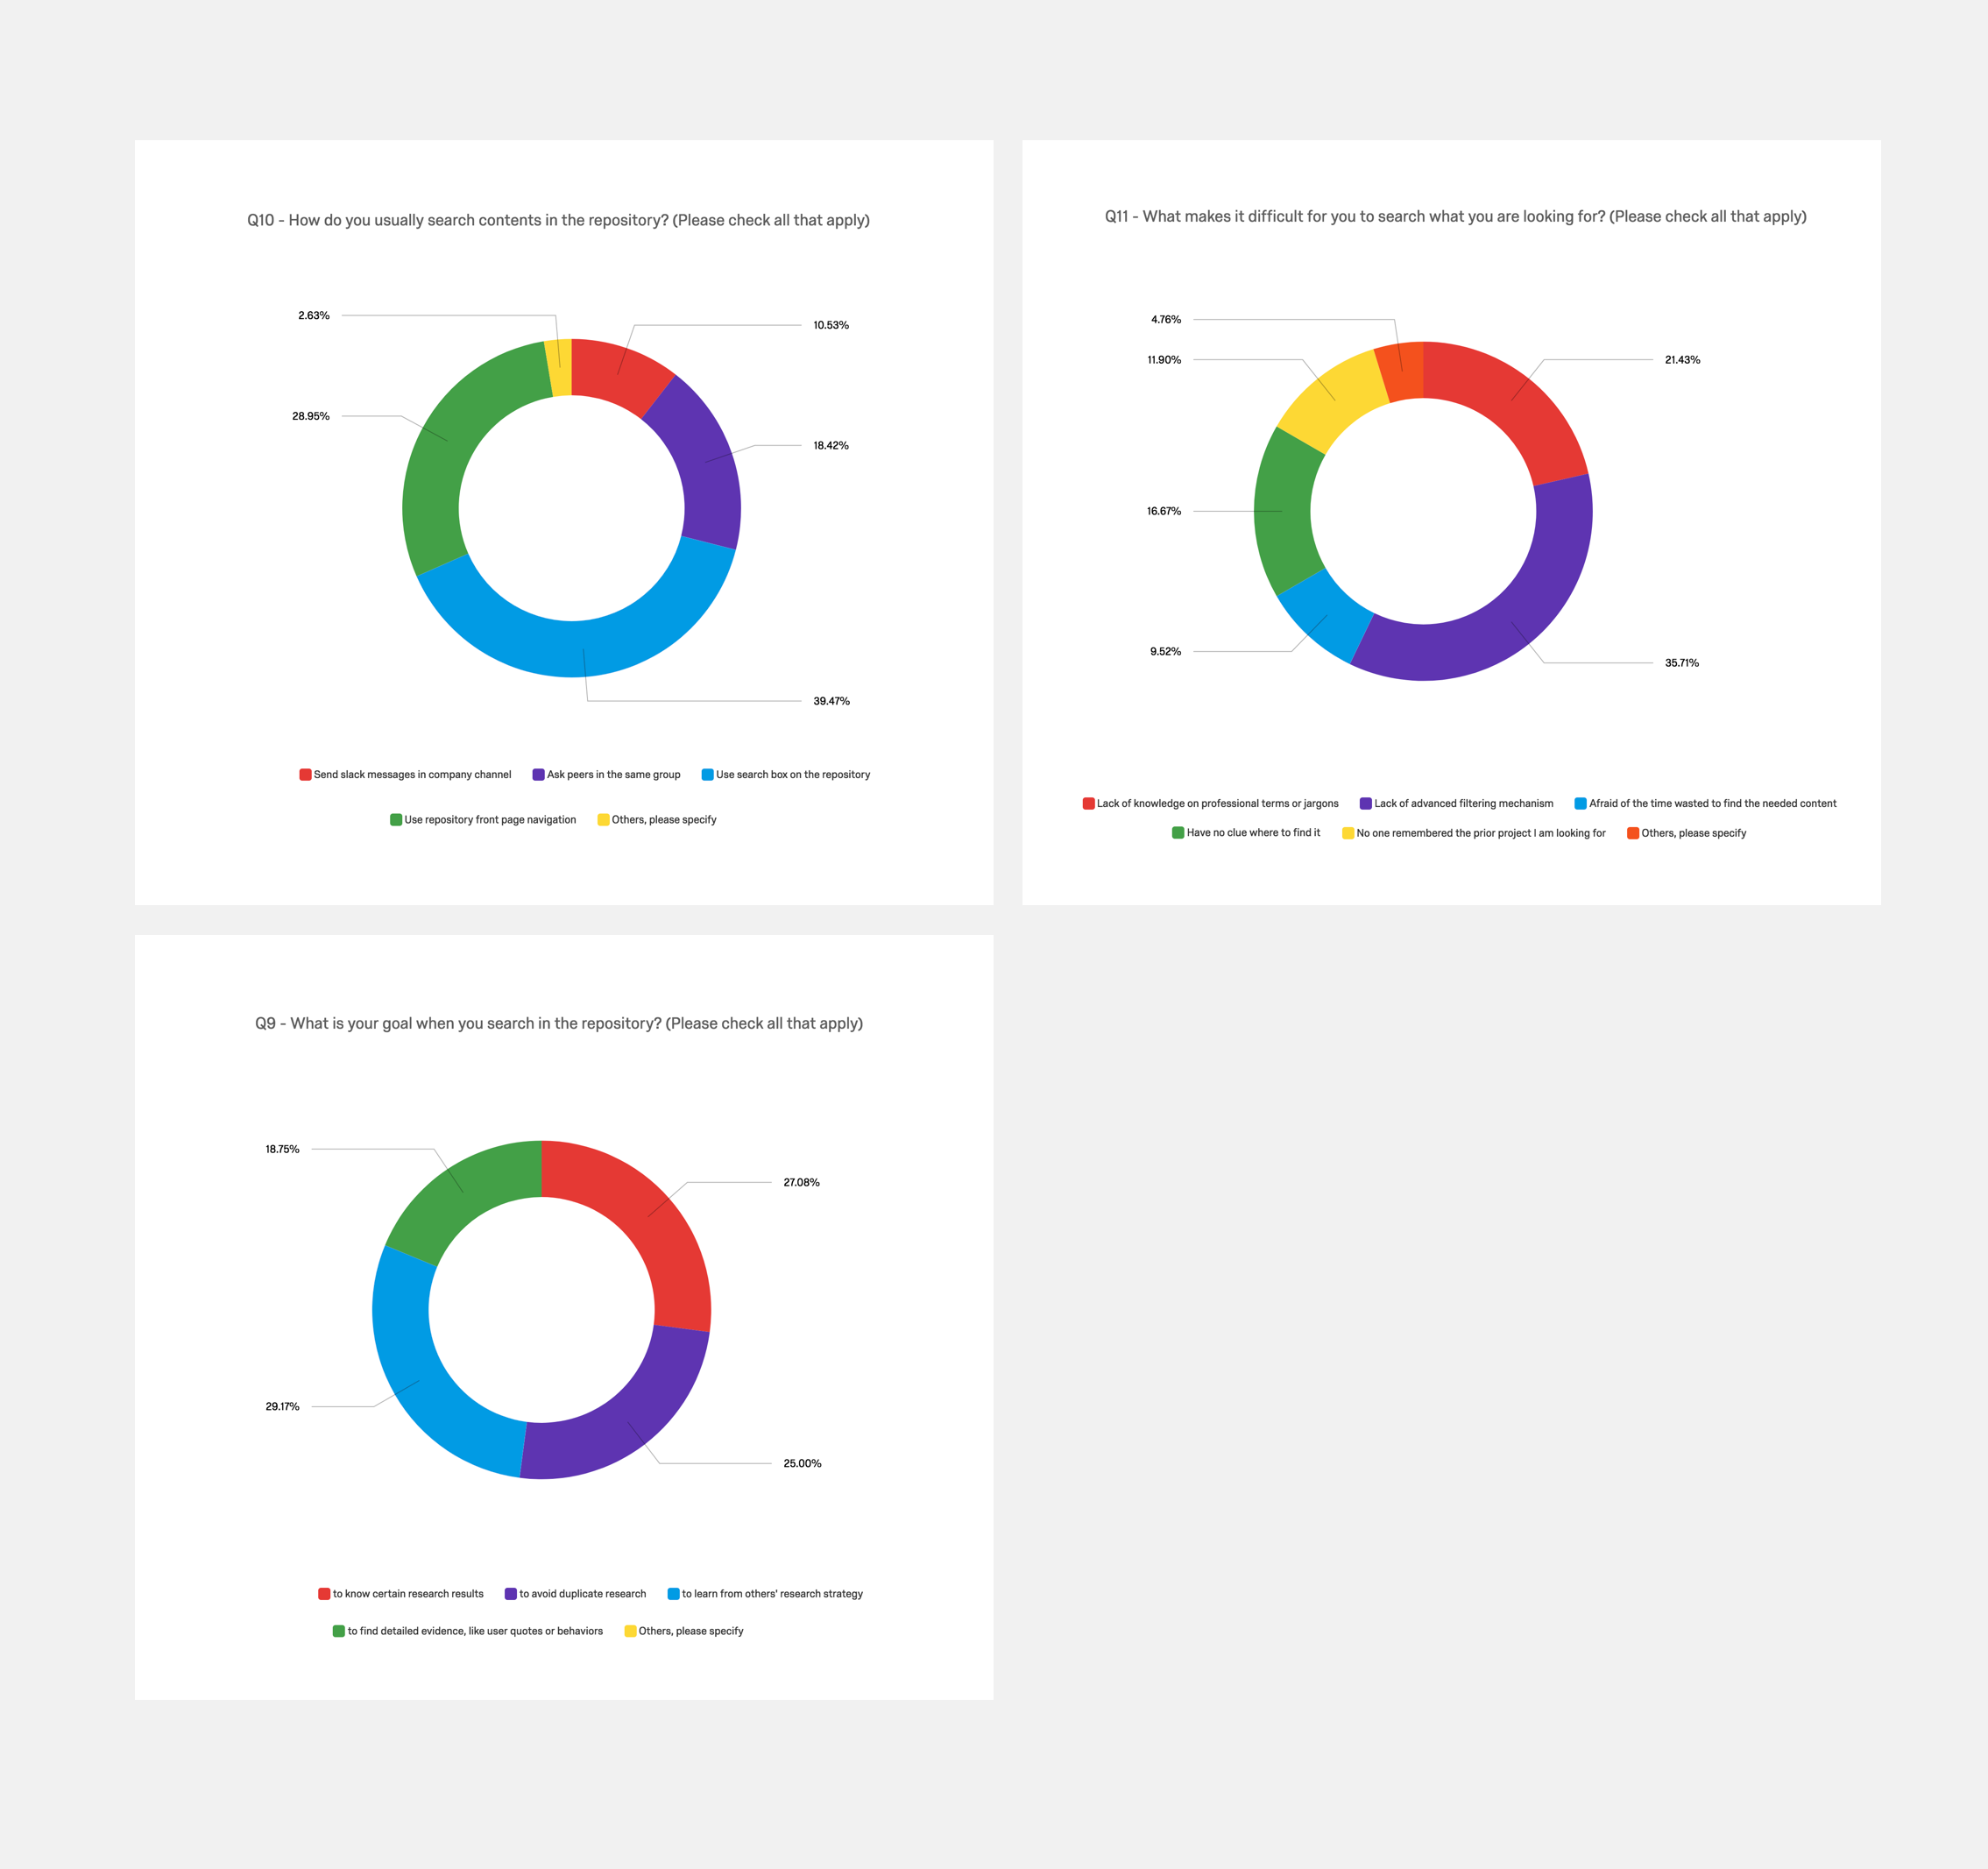 Q10 - How do you usually search contents in the repository? (Please check all that apply)
2.63%
10.53%
28.95%
18.42%
39.47%
Send slack messages in company channel
Ask peers in the same group
Use search box on the repository
Use repository front page navigation
Others, please specify
Q11 - What makes it difficult for you to search what you are looking for? (Please check all that apply)
4.76%
11.90%
21.43%
16.67%
9.52%
35.71%
Lack of knowledge on professional terms or jargons
Lack of advanced filtering mechanism
Afraid of the time wasted to find the needed content
Have no clue where to find it
No one remembered the prior project I am looking for
Others, please specify
Q9 - What is your goal when you search in the repository? (Please check all that apply)
18.75%
27.08%
29.17%
25.00%
to know certain research results
to avoid duplicate research
to learn from others' research strategy
to find detailed evidence, like user quotes or behaviors
Others, please specify